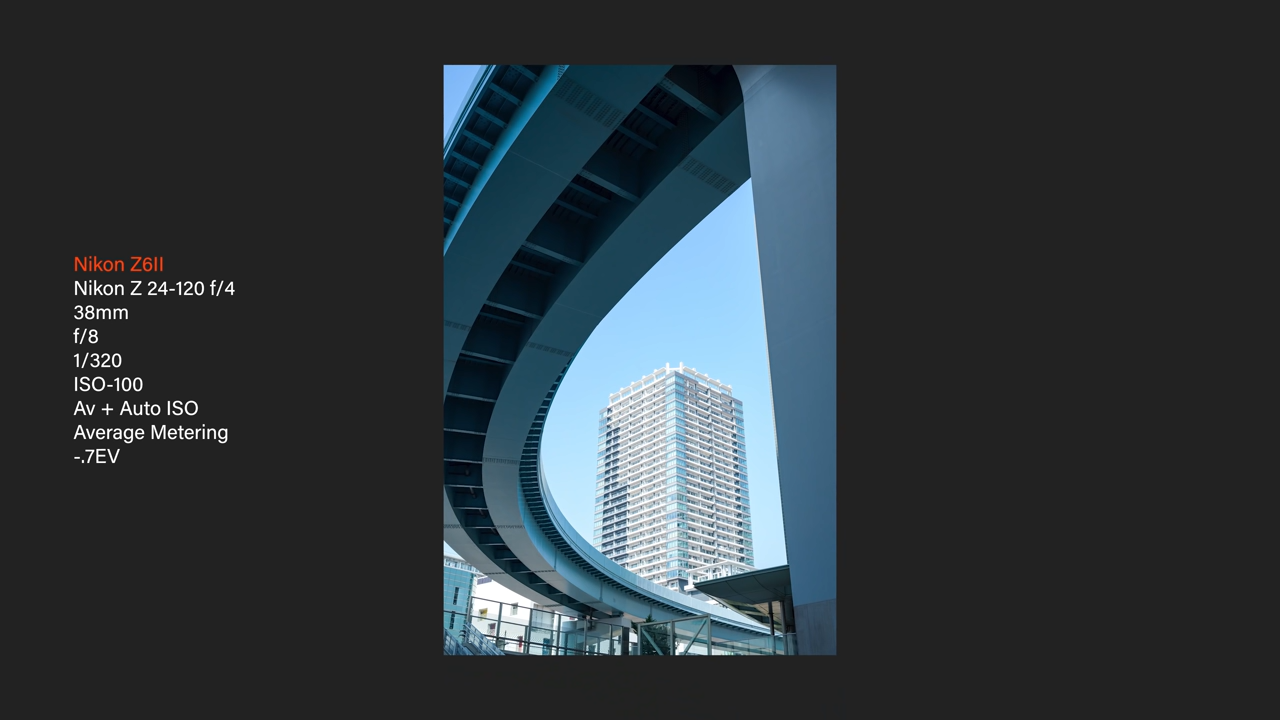 Nikon Z6II
Nikon Z 24-120 f/4
38mm
f/8
1/320
ISO-100
Av + Auto ISO
Average Metering
-.7EV